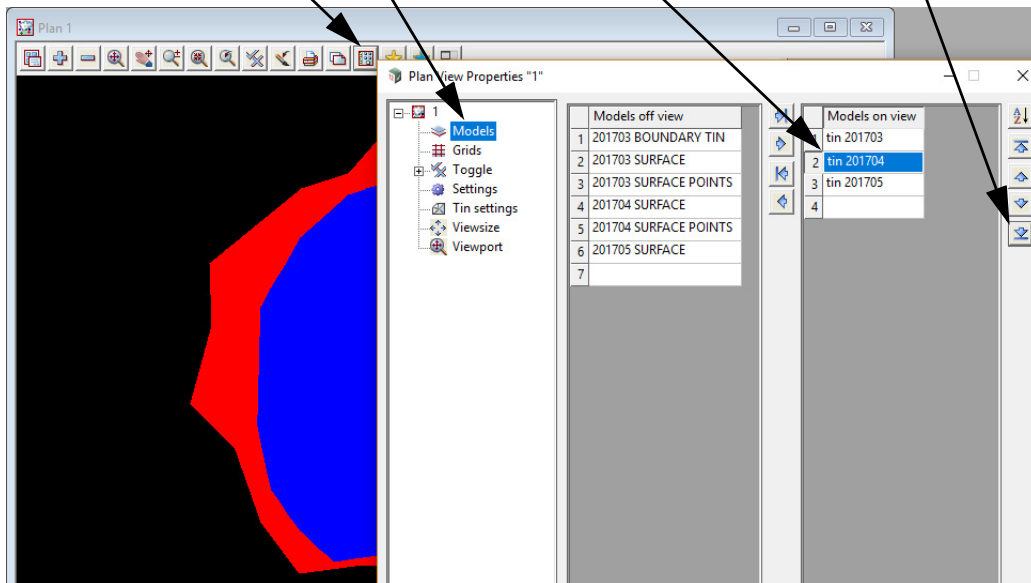 Plan 1
Plan View Properties "1"
1
Models
Grids
Toggle
Settings
Tin settings
Viewsize
Viewport
Models off view
1 201703 BOUNDARY TIN
2 201703 SURFACE
3 201703 SURFACE POINTS
4 201704 SURFACE
5 201704 SURFACE POINTS
6 201705 SURFACE
7
Models on view
1 tin 201703
2 tin 201704
3 tin 201705
4
A
Z